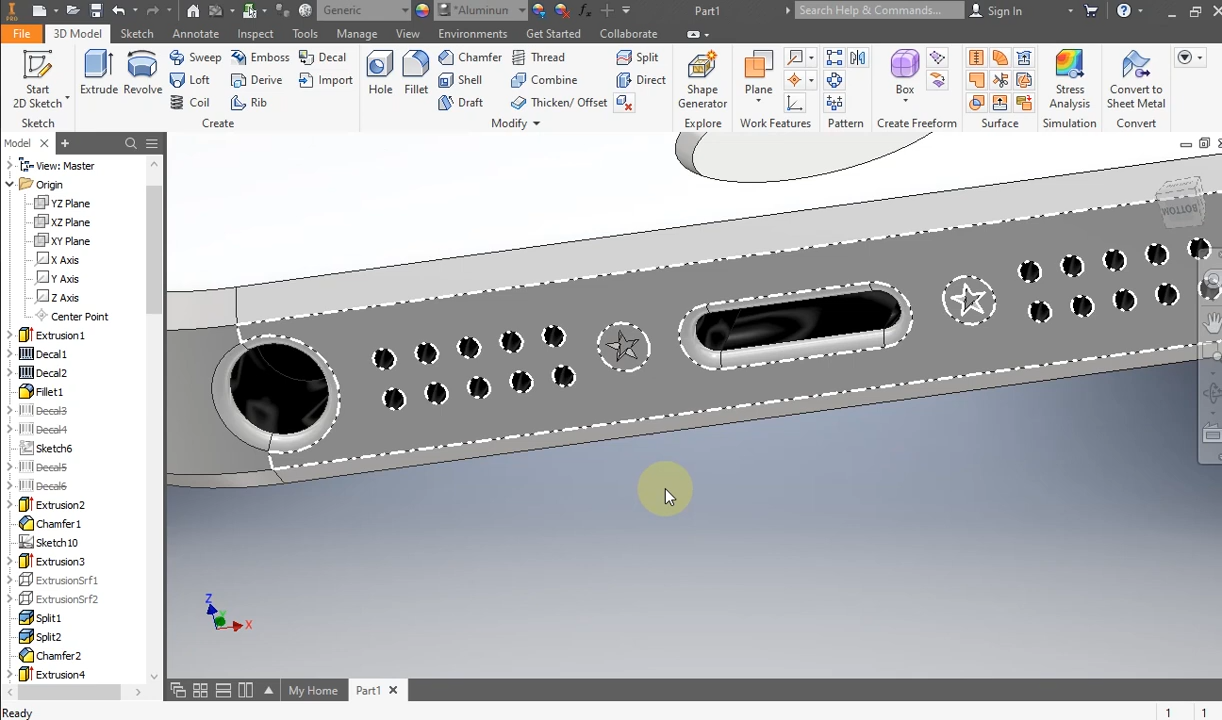 PRO
Generic
*Aluminun
Part1
Search Help & Commands...
Sign In
File
3D Model
Sketch
Annotate
Inspect
Tools
Manage
View
Environments
Get Started
Collaborate
Start
2D Sketch
Extrude
Revolve
Sweep
Loft
Coil
Emboss
Derive
Rib
Decal
Import
Hole
Fillet
Chamfer
Shell
Draft
Thread
Combine
Thicken/ Offset
Split
Direct
Shape
Generator
Plane
Box
Stress
Analysis
Convert to
Sheet Metal
Sketch
Create
Modify
Explore
Work Features
Pattern
Create Freeform
Surface
Simulation
Convert
Model
View: Master
Origin
YZ Plane
XZ Plane
XY Plane
X Axis
Y Axis
Z Axis
Center Point
Extrusion1
Decal1
Decal2
Fillet1
Decal3
Decal4
Sketch6
Decal5
Decal6
Extrusion2
Chamfer1
Sketch10
Extrusion3
ExtrusionSrf1
ExtrusionSrf2
Split1
Split2
Chamfer2
Extrusion4
BOTTOM
Z
Y
X
My Home
Part1
Ready
1
1